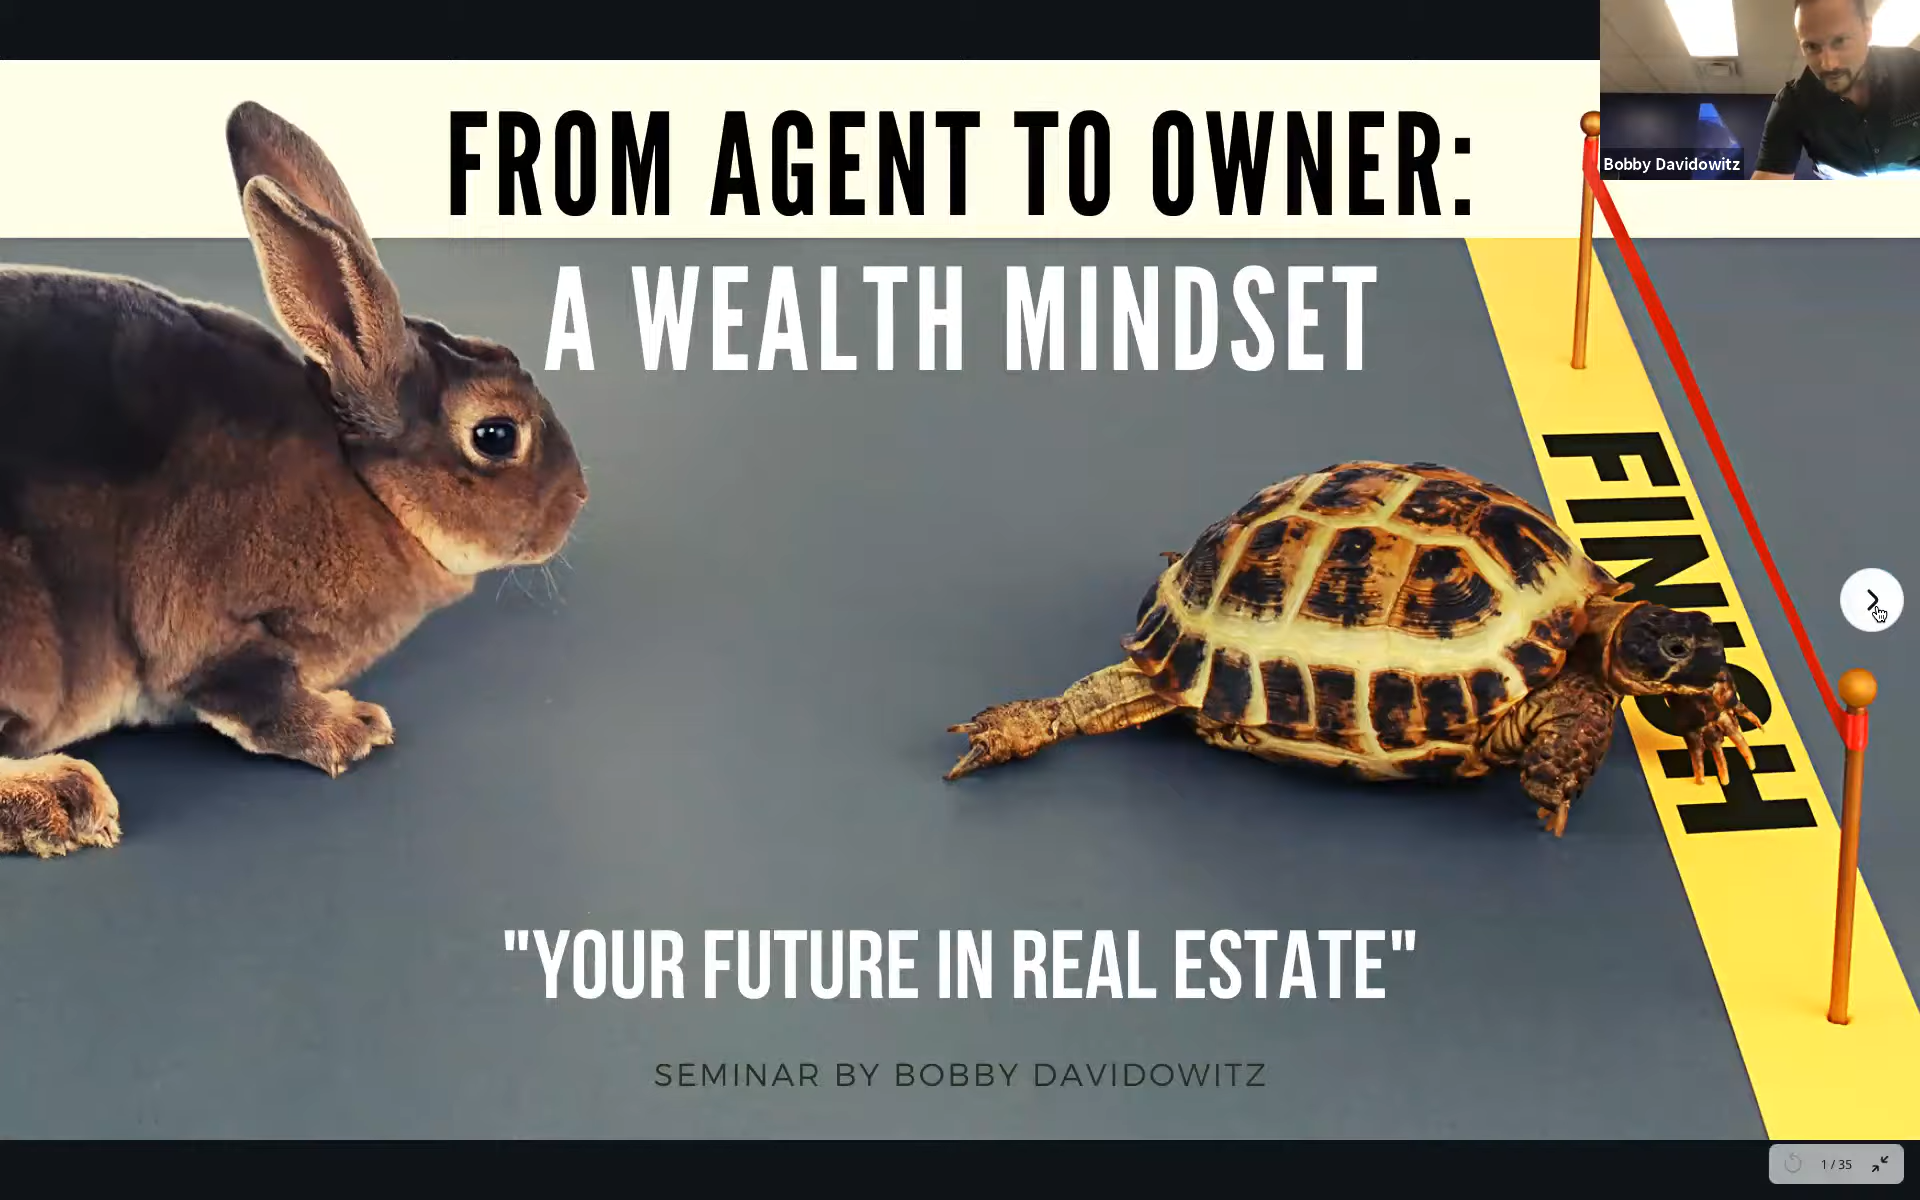 FROM AGENT TO OWNER:
Bobby Davidowitz
A WEALTH MINDSET
FINISH
"YOUR FUTURE IN REAL ESTATE"
SEMINAR BY BOBBY DAVIDOWITZ
1 / 35